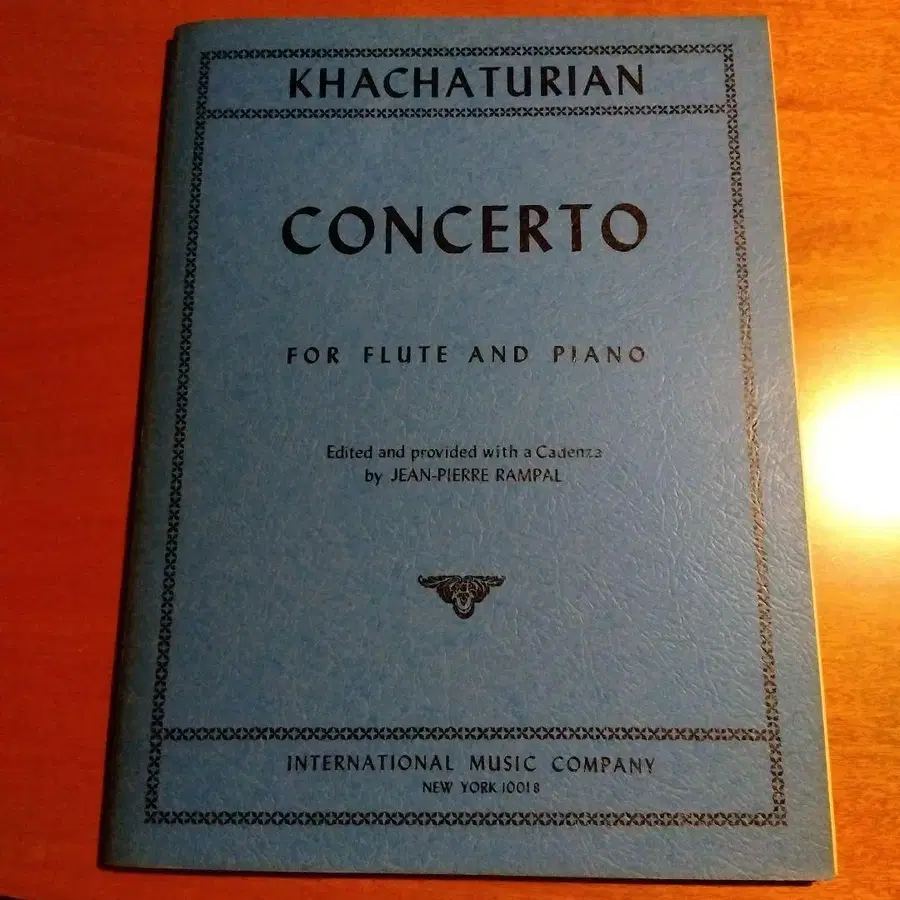 KHACHATURIAN
CONCERTO
FOR FLUTE AND PIANO
Edited and provided with a Cadenza
by JEAN-PIERRE RAMPAL
INTERNATIONAL MUSIC COMPANY
NEW YORK 10018